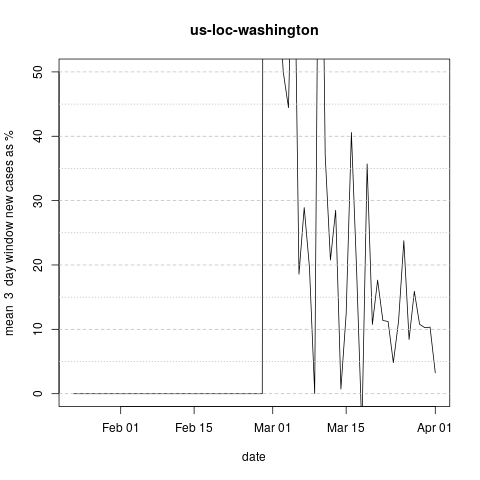 us-loc-washington
mean 3 day window new cases as %
50
40
30
20
10
0
Feb 01 Feb 15 Mar 01 Mar 15 Apr 01
date